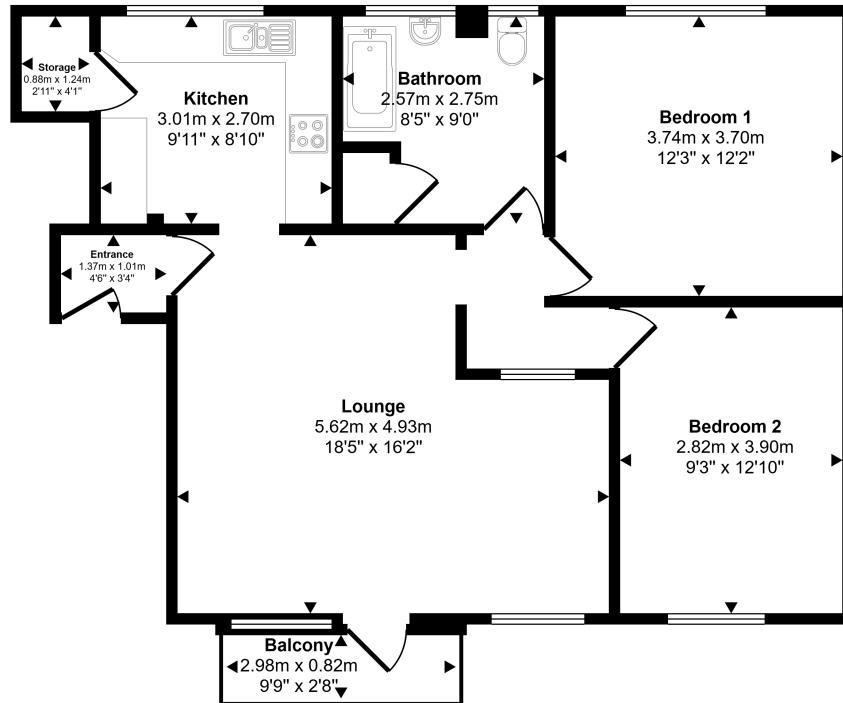 Storage
0.88m x 1.24m
2'11" x 4'1"
Kitchen
3.01m x 2.70m
9'11" x 8'10"
Bathroom
2.57m x 2.75m
8'5" x 9'0"
Bedroom 1
3.74m x 3.70m
12'3" x 12'2"
Entrance
1.37m x 1.01m
4'6" x 3'4"
Lounge
5.62m x 4.93m
18'5" x 16'2"
Bedroom 2
2.82m x 3.90m
9'3" x 12'10"
Balcony
2.98m x 0.82m
9'9" x 2'8"